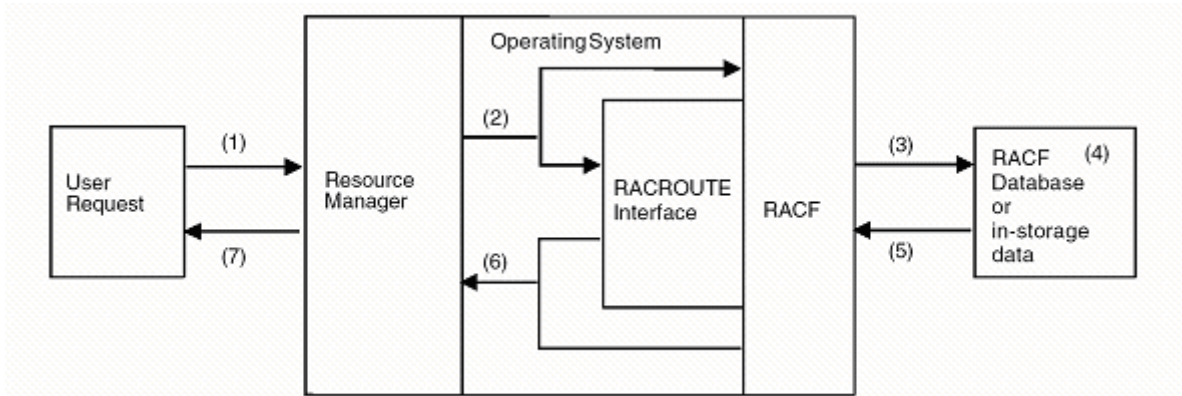 OperatingSystem
(1)
(2)
(3)
User
Request
Resource
Manager
RACROUTE
Interface
RACF
RACF (4)
Database
or
in-storage
data
(7)
(6)
(5)